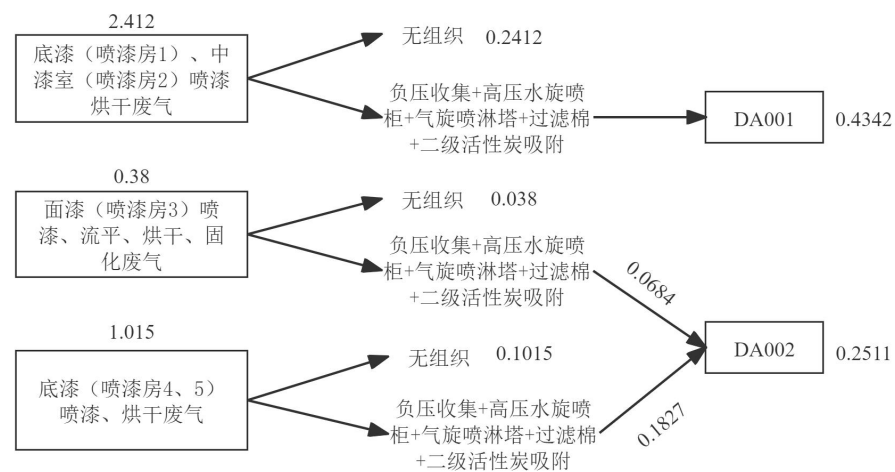 2.412
底漆（喷漆房1）、中
漆室（喷漆房2）喷漆
烘干废气
无组织 0.2412
负压收集+高压水旋喷
柜+气旋喷淋塔+过滤棉
+二级活性炭吸附
DA001
0.4342
0.38
面漆（喷漆房3）喷
漆、流平、烘干、固
化废气
无组织 0.038
负压收集+高压水旋喷
柜+气旋喷淋塔+过滤棉
+二级活性炭吸附
0.0684
1.015
底漆（喷漆房4、5）
喷漆、烘干废气
无组织 0.1015
负压收集+高压水旋喷
柜+气旋喷淋塔+过滤棉
+二级活性炭吸附
0.1827
DA002
0.2511